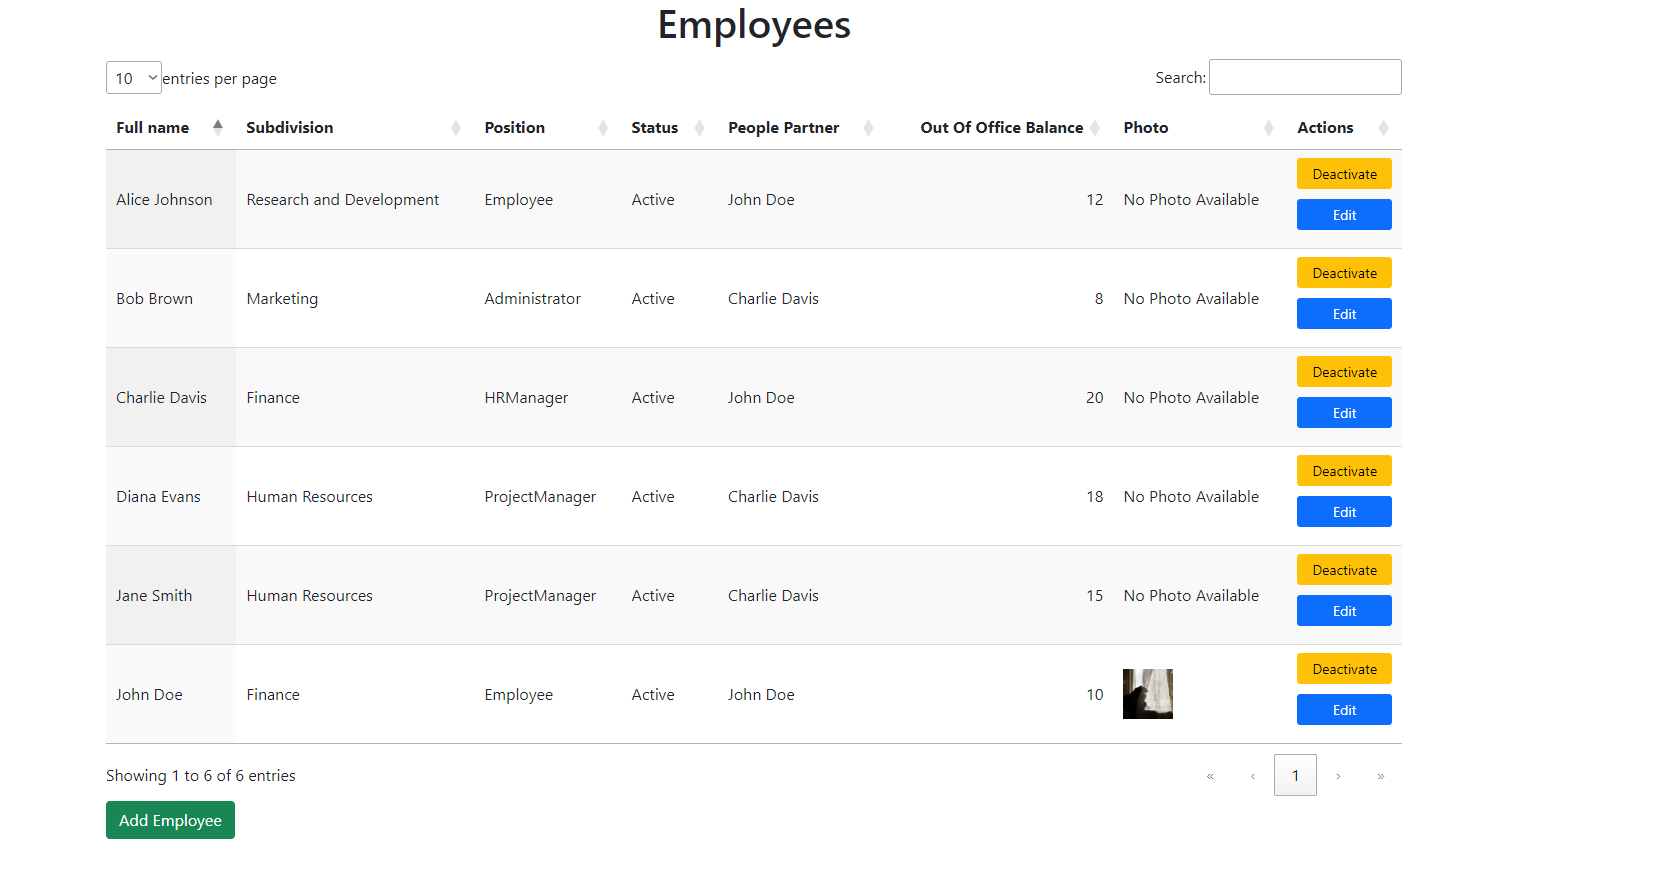 Employees
10 entries per page Search:
Full name Subdivision Position Status People Partner Out Of Office Balance Photo Actions
Deactivate
Alice Johnson Research and Development Employee Active John Doe 12 No Photo Available
Edit
Deactivate
Bob Brown Marketing Administrator Active Charlie Davis 8 No Photo Available
Edit
Deactivate
Charlie Davis Finance HRManager Active John Doe 20 No Photo Available
Edit
Deactivate
Diana Evans Human Resources ProjectManager Active Charlie Davis 18 No Photo Available
Edit
Deactivate
Jane Smith Human Resources ProjectManager Active Charlie Davis 15 No Photo Available
Edit
Deactivate
John Doe Finance Employee Active John Doe 10
Edit
Showing 1 to 6 of 6 entries « ‹ 1 › »
Add Employee